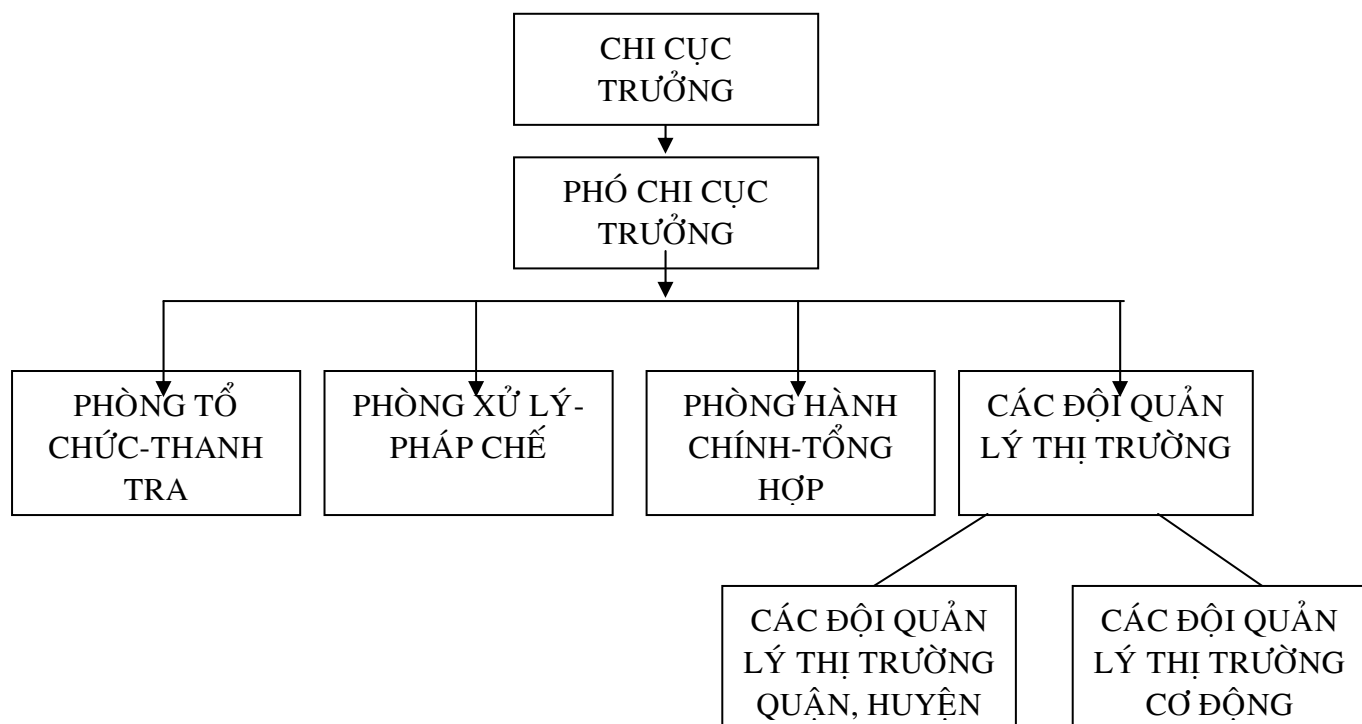 CHI CỤC
TRƯỞNG
PHÓ CHI CỤC
TRƯỞNG
PHÒNG TỔ
CHỨC-THANH
TRA
PHÒNG XỬ LÝ-
PHÁP CHẾ
PHÒNG HÀNH
CHÍNH-TỔNG
HỢP
CÁC ĐỘI QUẢN
LÝ THỊ TRƯỜNG
CÁC ĐỘI QUẢN
LÝ THỊ TRƯỜNG
QUẬN, HUYỆN
CÁC ĐỘI QUẢN
LÝ THỊ TRƯỜNG
CƠ ĐỘNG